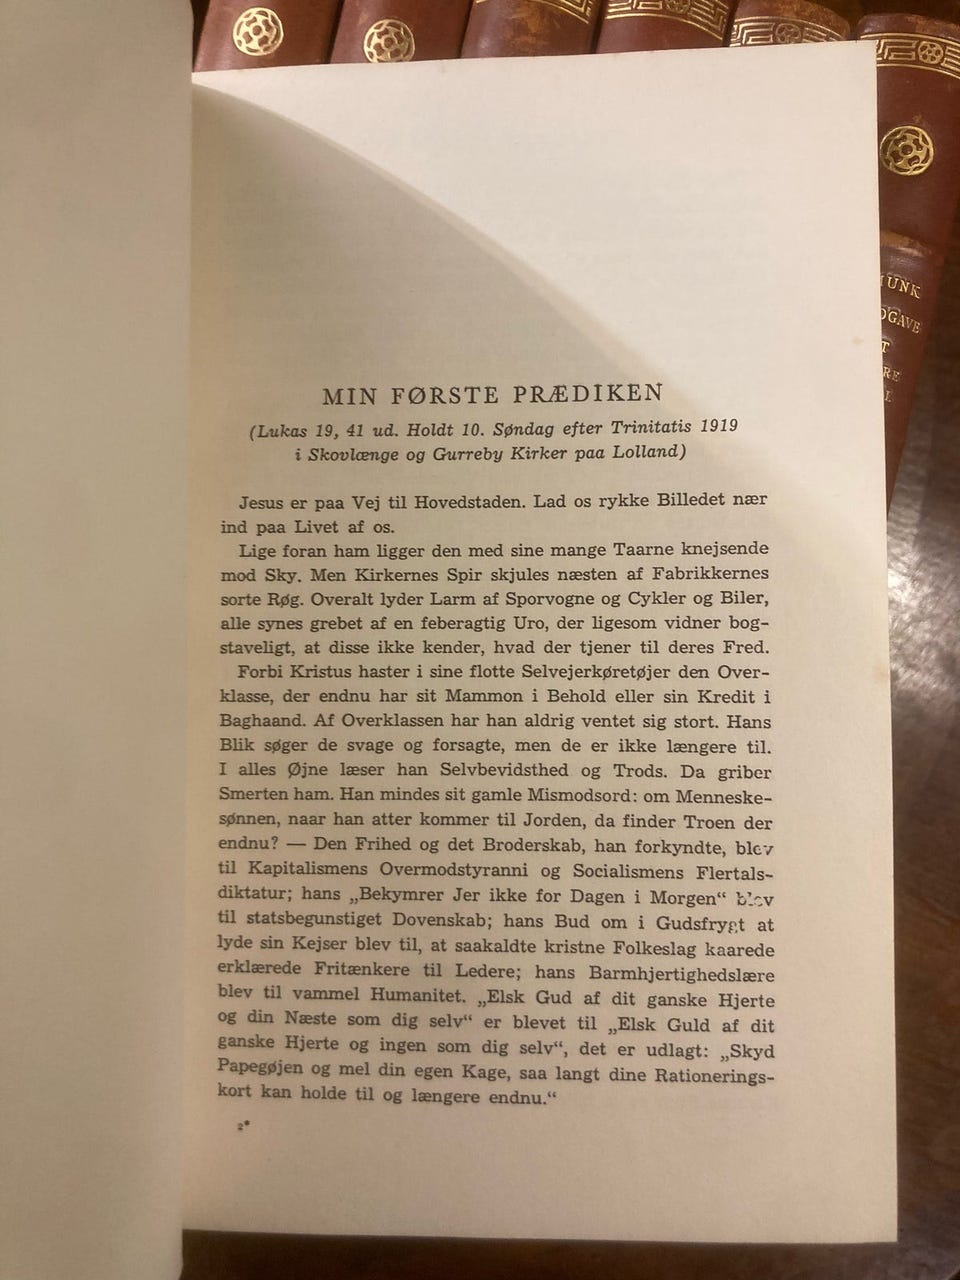 MIN FØRSTE PRÆDIKEN
(Lukas 19, 41 ud. Holdt 10. Søndag efter Trinitatis 1919
i Skovlænge og Gurreby Kirker paa Lolland)
Jesus er paa Vej til Hovedstaden. Lad os rykke Billedet nær
ind paa Livet af os.
Lige foran ham ligger den med sine mange Taarne knejsende
mod Sky. Men Kirkernes Spir skjules næsten af Fabrikkernes
sorte Røg. Overalt lyder Larm af Sporvogne og Cykler og Biler,
alle synes grebet af en feberagtig Uro, der ligesom vidner bog-
staveligt, at disse ikke kender, hvad der tjener til deres Fred.
Forbi Kristus haster i sine flotte Selvejerkøretøjer den Over-
klasse, der endnu har sit Mammon i Behold eller sin Kredit i
Baghaand. Af Overklassen har han aldrig ventet sig stort. Hans
Blik søger de svage og forsagte, men de er ikke længere til.
I alles Øjne læser han Selvbevidsthed og Trods. Da griber
Smerten ham. Han mindes sit gamle Mismodsord: om Menneske-
sønnen, naar han atter kommer til Jorden, da finder Troen der
endnu? — Den Frihed og det Broderskab, han forkyndte, blev
til Kapitalismens Overmodstyranni og Socialismens Flertals-
diktatur; hans „Bekymrer Jer ikke for Dagen i Morgen“ blev
til statsbegunstiget Dovenskab; hans Bud om i Gudsfrygt at
lyde sin Kejser blev til, at saakaldte kristne Folkeslag kaarede
erklærede Fritænkere til Ledere; hans Barmhjertighedslære
blev til vammel Humanitet. „Elsk Gud af dit ganske Hjerte
og din Næste som dig selv“ er blevet til „Elsk Guld af dit
ganske Hjerte og ingen som dig selv“, det er udlagt: „Skyd
Papegøjen og mel din egen Kage, saa langt dine Rationerings-
kort kan holde til og længere endnu.“
2*
UNK
DGAVE
T
RE
I